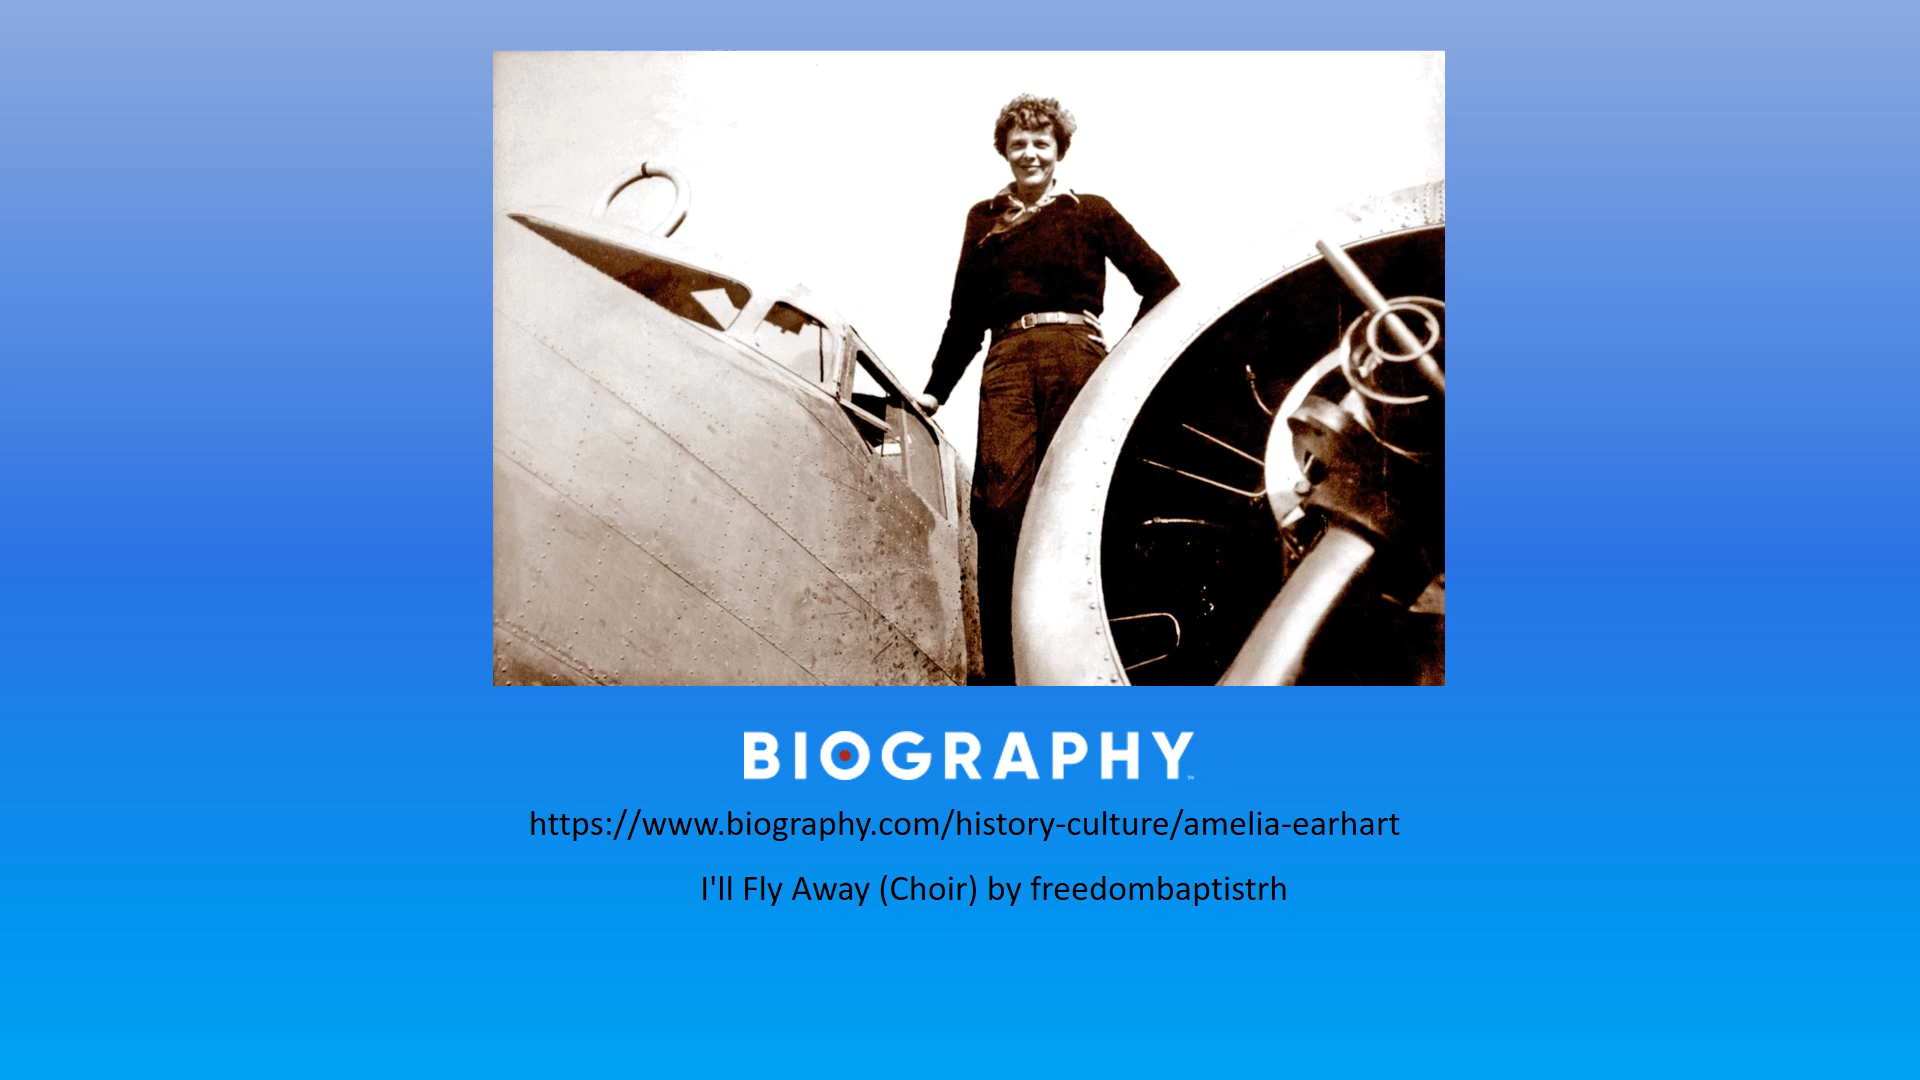 BIOGRAPHY
https://www.biography.com/history-culture/amelia-earhart
I'll Fly Away (Choir) by freedombaptistrh